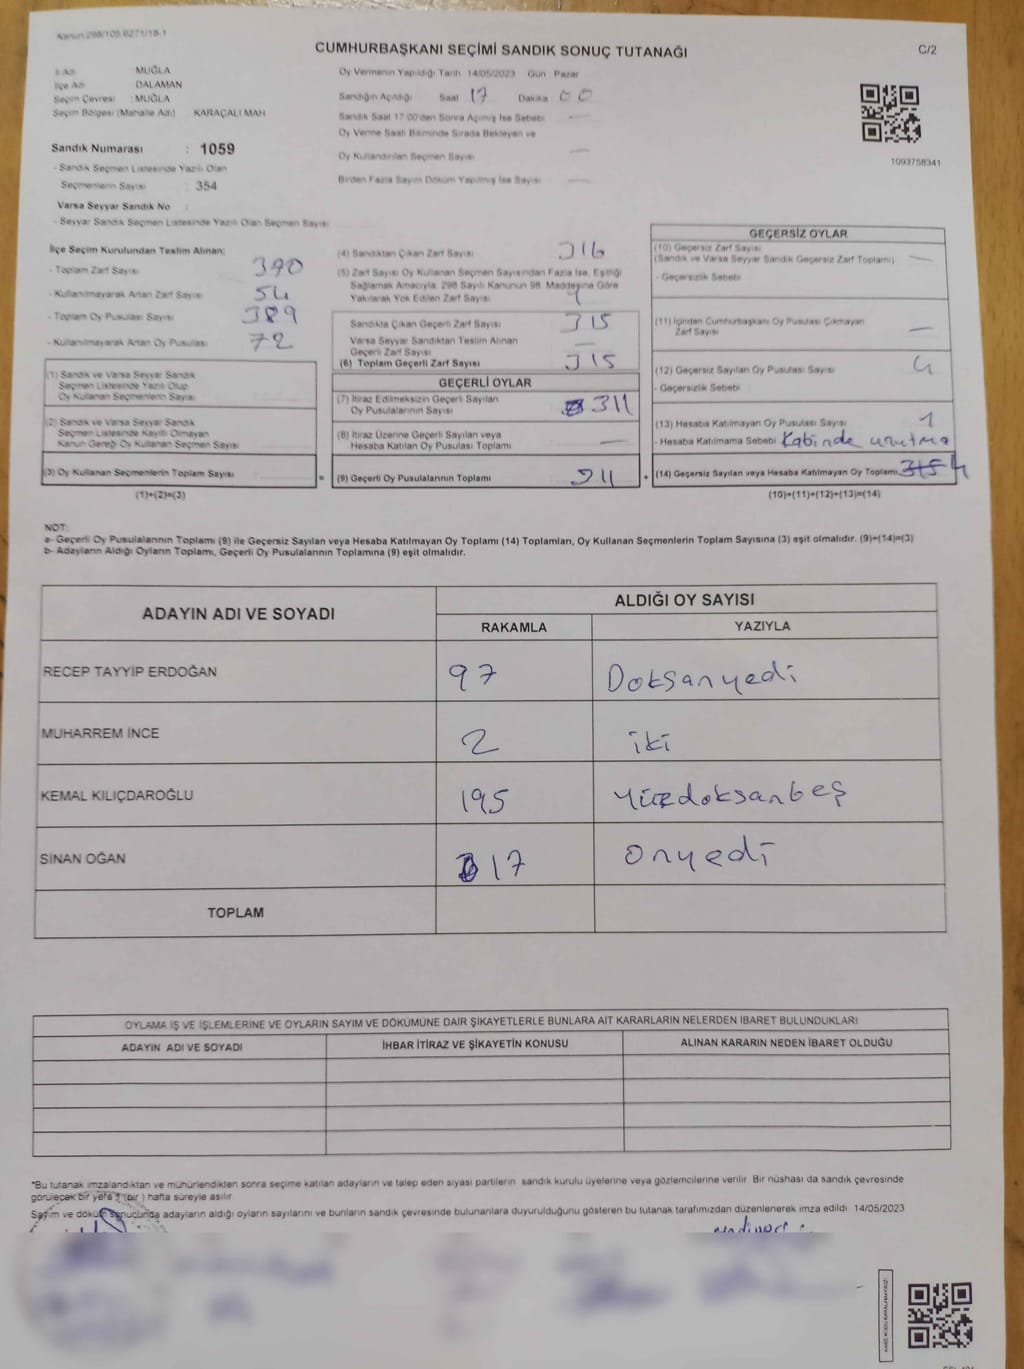 Kanun 298/105 6271/18-1
CUMHURBAŞKANI SEÇİMİ SANDIK SONUÇ TUTANAĞI
C/2
İl Adı MUĞLA
İlçe Adı DALAMAN
Seçim Çevresi : MUĞLA
Seçim Bölgesi (Mahalle Adı) KARAÇALI MAH
Sandık Numarası : 1059
- Sandık Seçmen Listesinde Yazılı Olan
Seçmenlerin Sayısı : 354
Varsa Seyyar Sandık No :
- Seyyar Sandık Seçmen Listesinde Yazılı Olan Seçmen Sayısı
Oy Vermenin Yapıldığı Tarih 14/05/2023 Gün Pazar
Sandığın Açıldığı Saat 17 Dakika 00
Sandık Saat 17:00'den Sonra Açılmış İse Sebebi —
Oy Verme Saati Bitiminde Sırada Bekleyen ve
Oy Kullandırılan Seçmen Sayısı —
Birden Fazla Sayım Döküm Yapılmış İse Sayısı —
1093758341
İlçe Seçim Kurulundan Teslim Alınan:
- Toplam Zarf Sayısı 370
- Kullanılmayarak Artan Zarf Sayısı 54
- Toplam Oy Pusulası Sayısı 389
- Kullanılmayarak Artan Oy Pusulası 72
(1) Sandık ve Varsa Seyyar Sandık
Seçmen Listesinde Yazılı Olup
Oy Kullanan Seçmenlerin Sayısı
(2) Sandık ve Varsa Seyyar Sandık
Seçmen Listesinde Kayıtlı Olmayan
Kanun Gereği Oy Kullanan Seçmen Sayısı
(3) Oy Kullanan Seçmenlerin Toplam Sayısı
(1)+(2)=(3)
(4) Sandıktan Çıkan Zarf Sayısı 316
(5) Zarf Sayısı Oy Kullanan Seçmen Sayısından Fazla İse, Eşitliği
Sağlamak Amacıyla, 298 Sayılı Kanunun 98. Maddesine Göre
Yakılarak Yok Edilen Zarf Sayısı 1
Sandıkta Çıkan Geçerli Zarf Sayısı 315
Varsa Seyyar Sandıktan Teslim Alınan
Geçerli Zarf Sayısı —
(6) Toplam Geçerli Zarf Sayısı 315
GEÇERLİ OYLAR
(7) İtiraz Edilmeksizin Geçerli Sayılan
Oy Pusulalarının Sayısı 311
(8) İtiraz Üzerine Geçerli Sayılan veya
Hesaba Katılan Oy Pusulası Toplamı —
= (9) Geçerli Oy Pusulalarının Toplamı 311
GEÇERSİZ OYLAR
(10) Geçersiz Zarf Sayısı
(Sandık ve Varsa Seyyar Sandık Geçersiz Zarf Toplamı) —
- Geçersizlik Sebebi
(11) İçinden Cumhurbaşkanı Oy Pusulası Çıkmayan
Zarf Sayısı —
(12) Geçersiz Sayılan Oy Pusulası Sayısı 4
- Geçersizlik Sebebi
(13) Hesaba Katılmayan Oy Pusulası Sayısı 1
- Hesaba Katılmama Sebebi Kabinde unutma
+ (14) Geçersiz Sayılan veya Hesaba Katılmayan Oy Toplamı 315 4
(10)+(11)+(12)+(13)=(14)
NOT:
a- Geçerli Oy Pusulalarının Toplamı (9) ile Geçersiz Sayılan veya Hesaba Katılmayan Oy Toplamı (14) Toplamları, Oy Kullanan Seçmenlerin Toplam Sayısına (3) eşit olmalıdır. (9)+(14)=(3)
b- Adayların Aldığı Oyların Toplamı, Geçerli Oy Pusulalarının Toplamına (9) eşit olmalıdır.
ADAYIN ADI VE SOYADI
ALDIĞI OY SAYISI
RAKAMLA YAZIYLA
RECEP TAYYİP ERDOĞAN 97 Doksanyedi
MUHARREM İNCE 2 iki
KEMAL KILIÇDAROĞLU 195 Yüzdoksanbeş
SİNAN OĞAN 17 Onyedi
TOPLAM
OYLAMA İŞ VE İŞLEMLERİNE VE OYLARIN SAYIM VE DÖKÜMÜNE DAİR ŞİKAYETLERLE BUNLARA AİT KARARLARIN NELERDEN İBARET BULUNDUKLARI
ADAYIN ADI VE SOYADI İHBAR İTİRAZ VE ŞİKAYETİN KONUSU ALINAN KARARIN NEDEN İBARET OLDUĞU
*Bu tutanak imzalandıktan ve mühürlendikten sonra seçime katılan adayların ve talep eden siyasi partilerin sandık kurulu üyelerine veya gözlemcilerine verilir. Bir nüshası da sandık çevresinde
görülecek bir yere 1 (bir) hafta süreyle asılır
Sayım ve döküm sonucunda adayların aldığı oyların sayılarını ve bunların sandık çevresinde bulunanlara duyurulduğunu gösteren bu tutanak tarafımızdan düzenlenerek imza edildi 14/05/2023